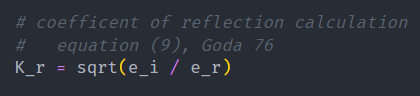 # coefficent of reflection calculation
#   equation (9), Goda 76
K_r = sqrt(e_i / e_r)